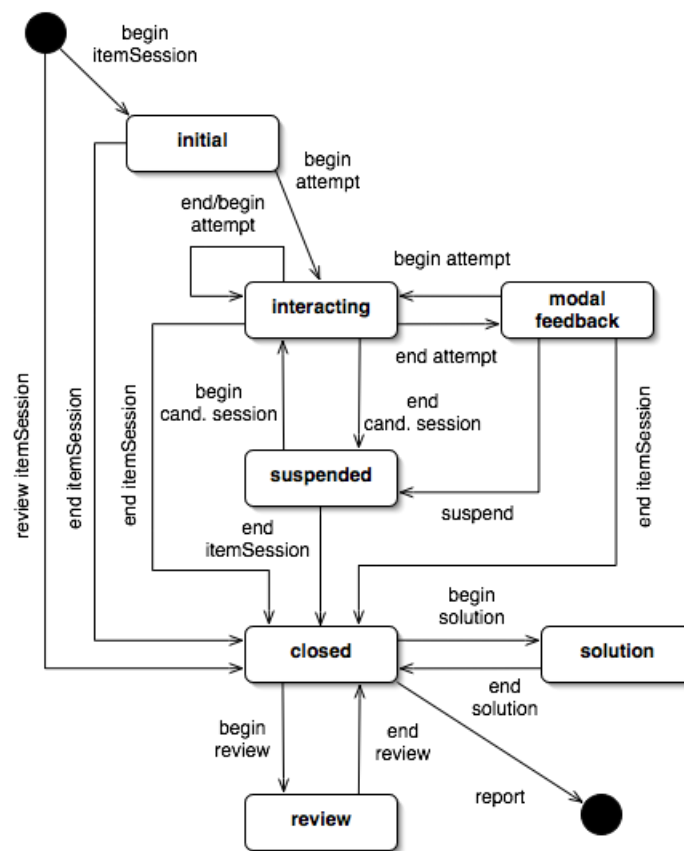 begin
itemSession
initial
begin
attempt
end/begin
attempt
begin attempt
interacting
modal
feedback
end attempt
begin
cand. session
end
cand. session
review itemSession
end itemSession
end itemSession
end itemSession
suspended
suspend
end
itemSession
begin
solution
closed
solution
end
solution
begin
review
end
review
report
review